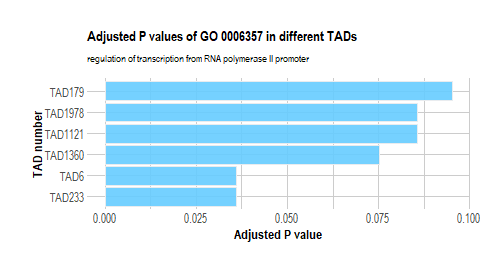 Adjusted P values of GO 0006357 in different TADs
regulation of transcription from RNA polymerase II promoter
TAD number
TAD179
TAD1978
TAD1121
TAD1360
TAD6
TAD233
0.000 0.025 0.050 0.075 0.100
Adjusted P value